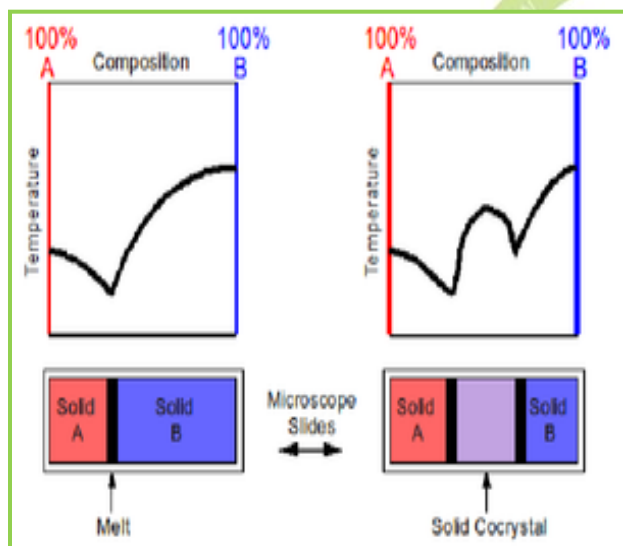 100% 100%
A Composition B
Temperature
100% 100%
A Composition B
Temperature
Solid
A
Solid
B
Microscope
Slides
Solid
A
Solid
B
Melt
Solid Cocrystal